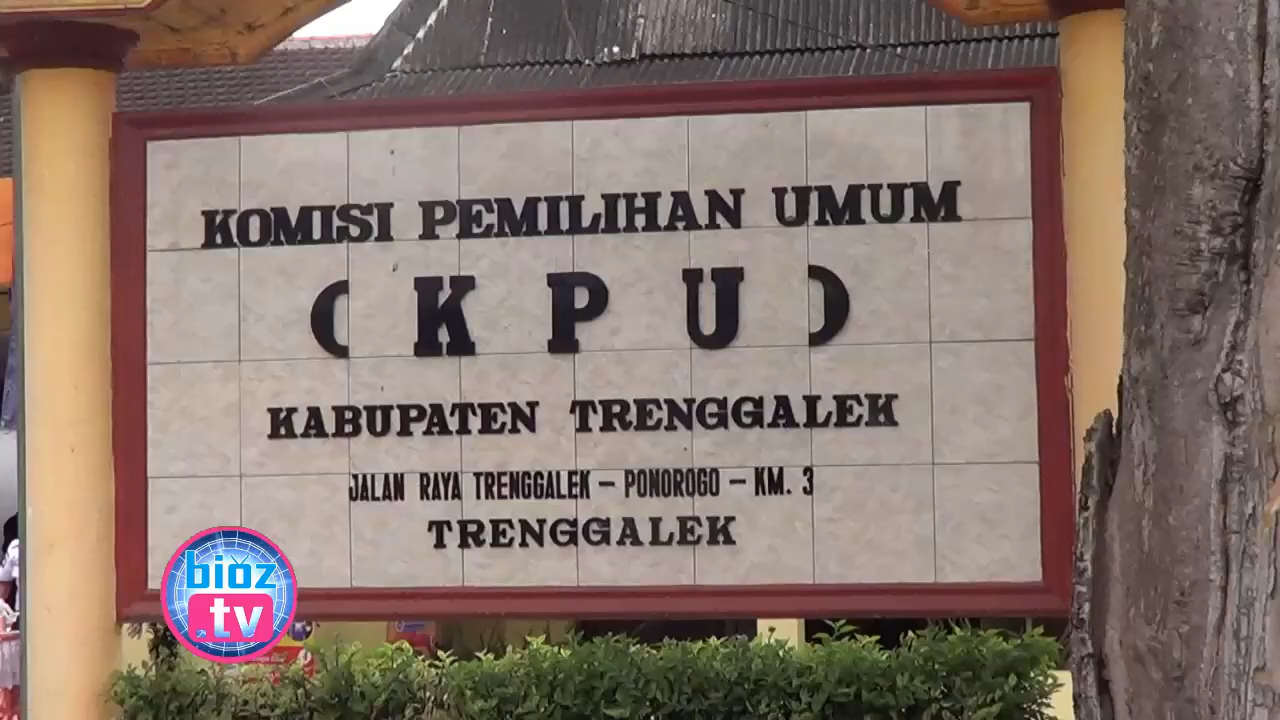 KOMISI PEMILIHAN UMUM
( K P U )
KABUPATEN TRENGGALEK
JALAN RAYA TRENGGALEK – PONOROGO – KM. 3
TRENGGALEK
bioz
.tv